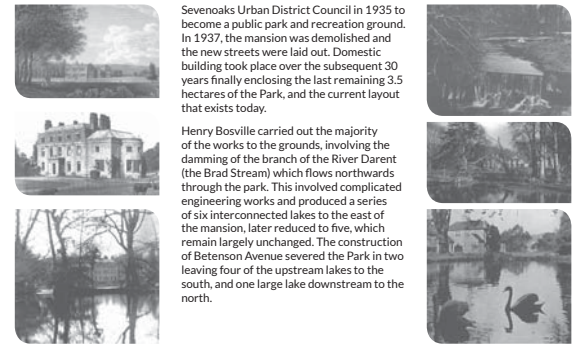 Sevenoaks Urban District Council in 1935 to
become a public park and recreation ground.
In 1937, the mansion was demolished and
the new streets were laid out. Domestic
building took place over the subsequent 30
years finally enclosing the last remaining 3.5
hectares of the Park, and the current layout
that exists today.
Henry Bosville carried out the majority
of the works to the grounds, involving the
damming of the branch of the River Darent
(the Brad Stream) which flows northwards
through the park. This involved complicated
engineering works and produced a series
of six interconnected lakes to the east of
the mansion, later reduced to five, which
remain largely unchanged. The construction
of Betenson Avenue severed the Park in two
leaving four of the upstream lakes to the
south, and one large lake downstream to the
north.